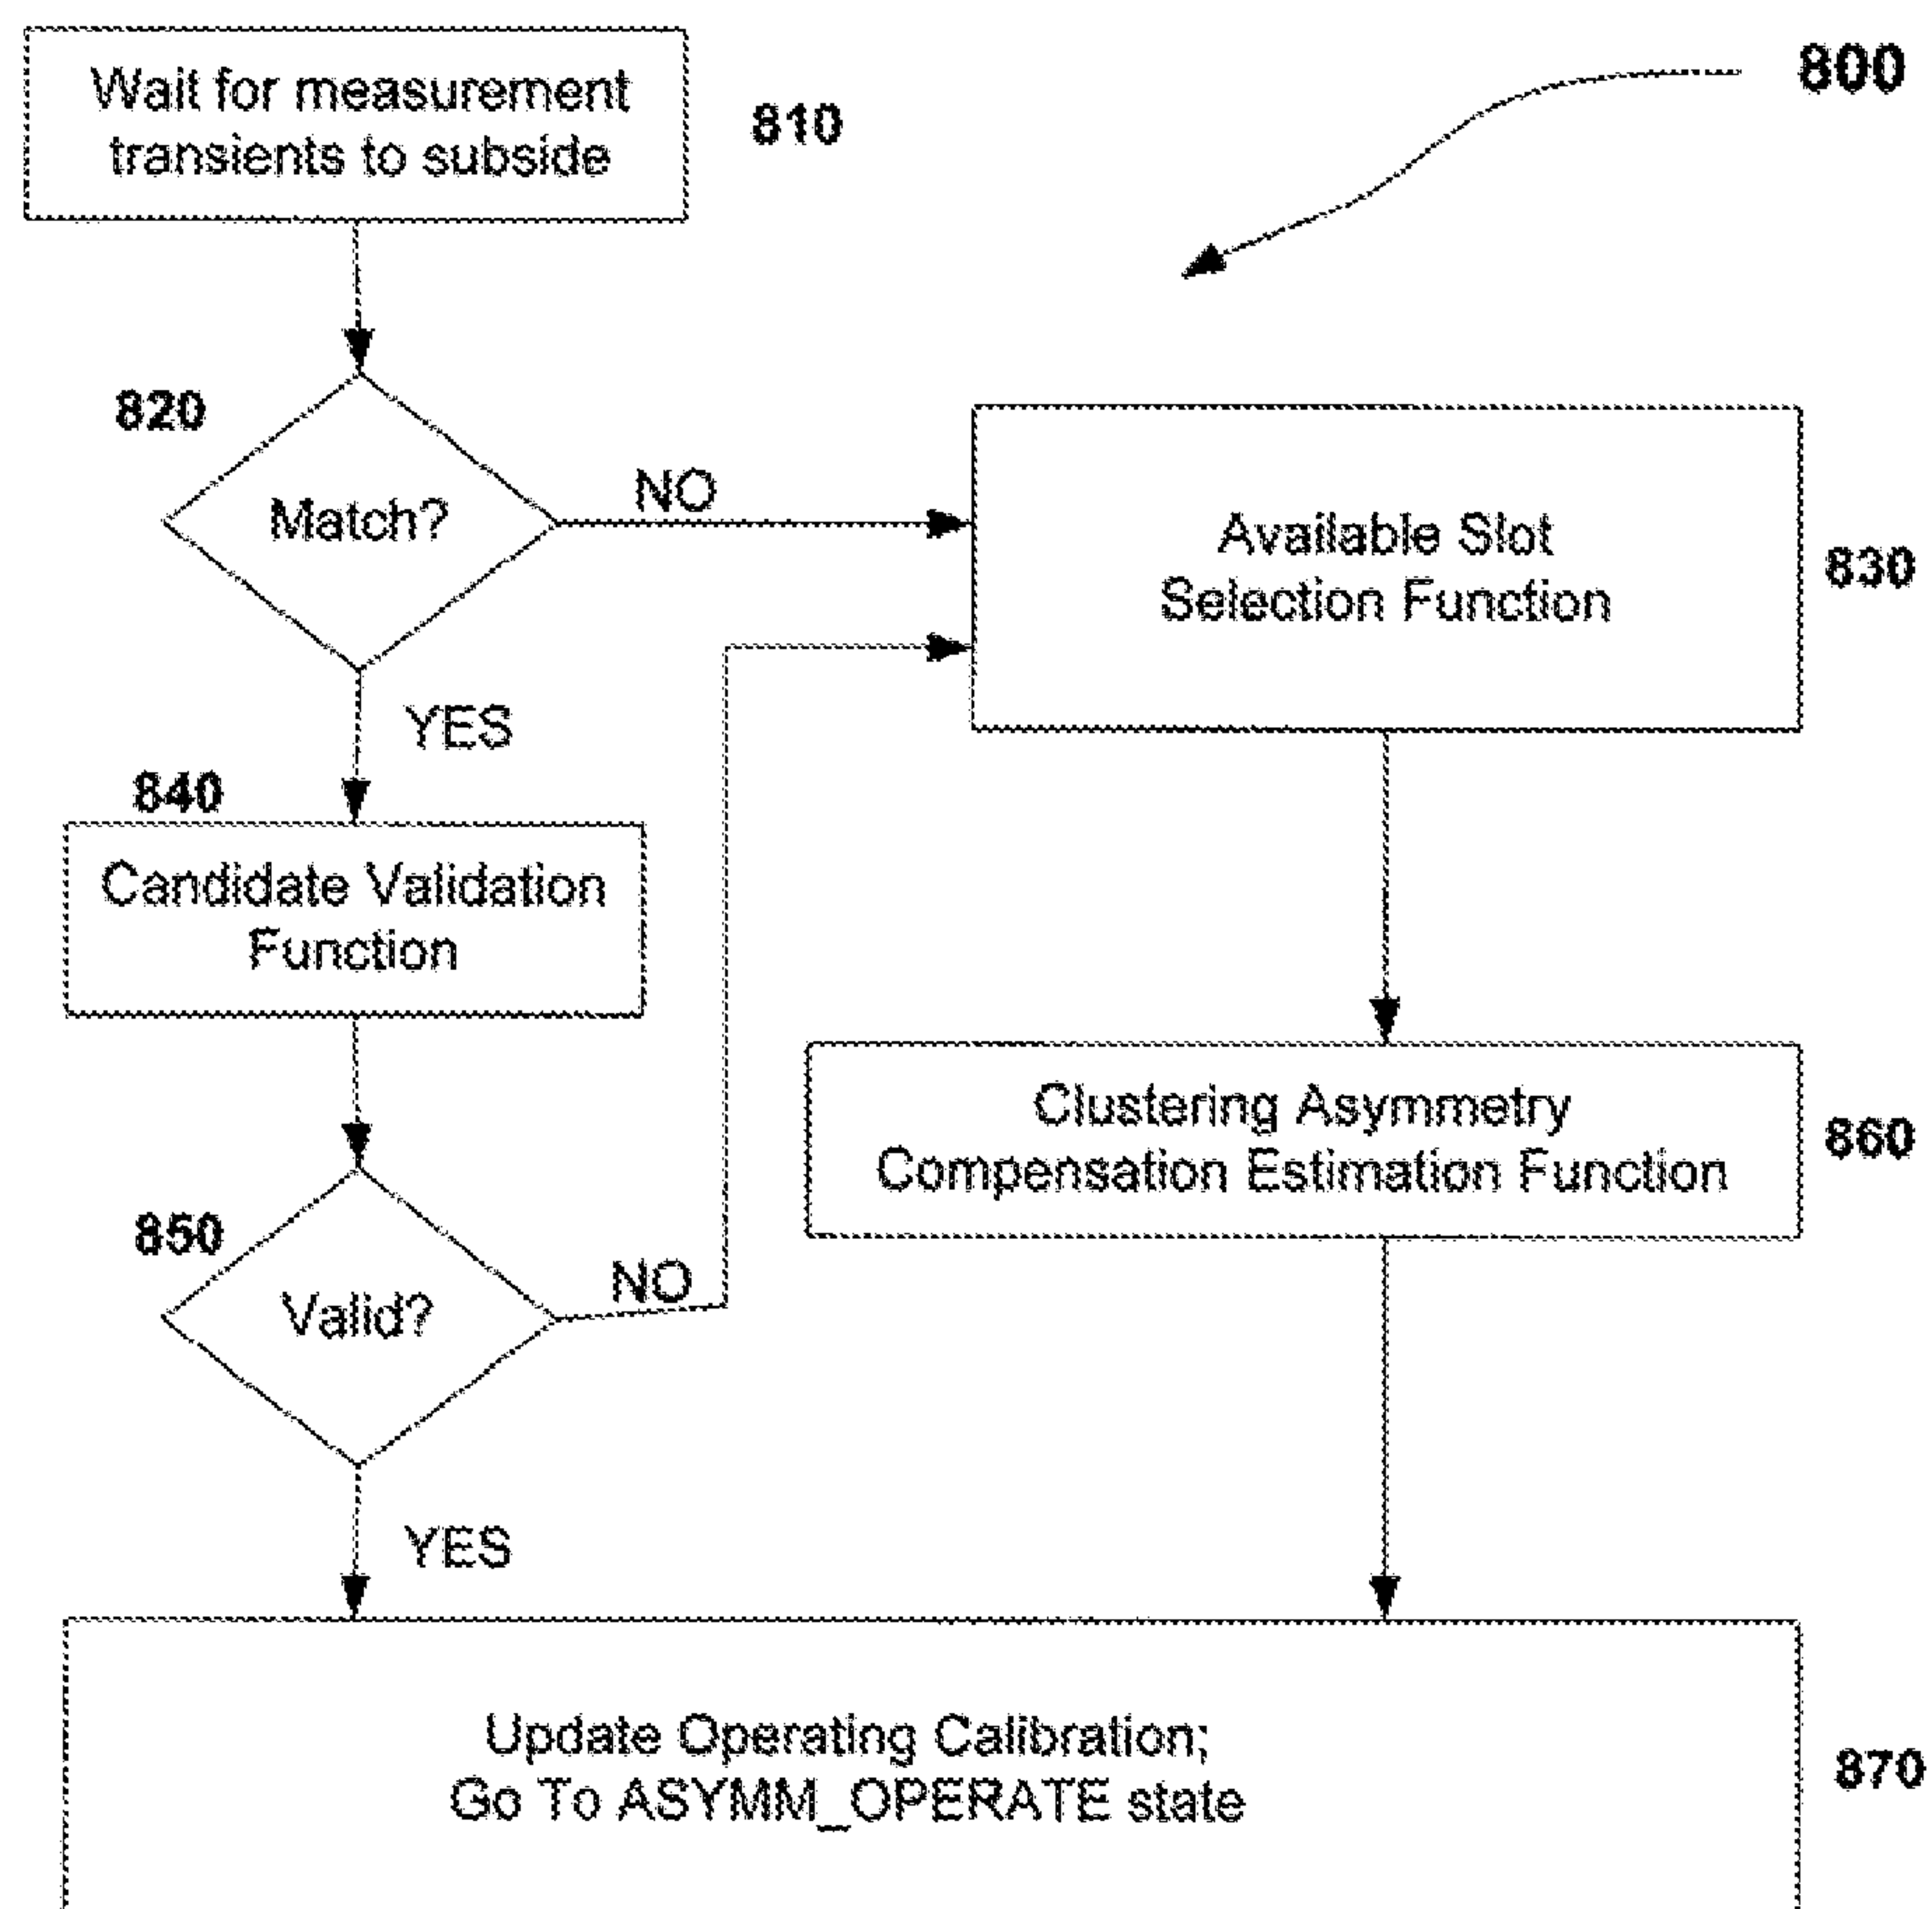 Wait for measurement
transients to subside
810
800
820
Match?
NO
Available Slot
Selection Function
830
YES
840
Candidate Validation
Function
Clustering Asymmetry
Compensation Estimation Function
860
850
Valid?
NO
YES
Update Operating Calibration;
Go To ASYMM_OPERATE state
870